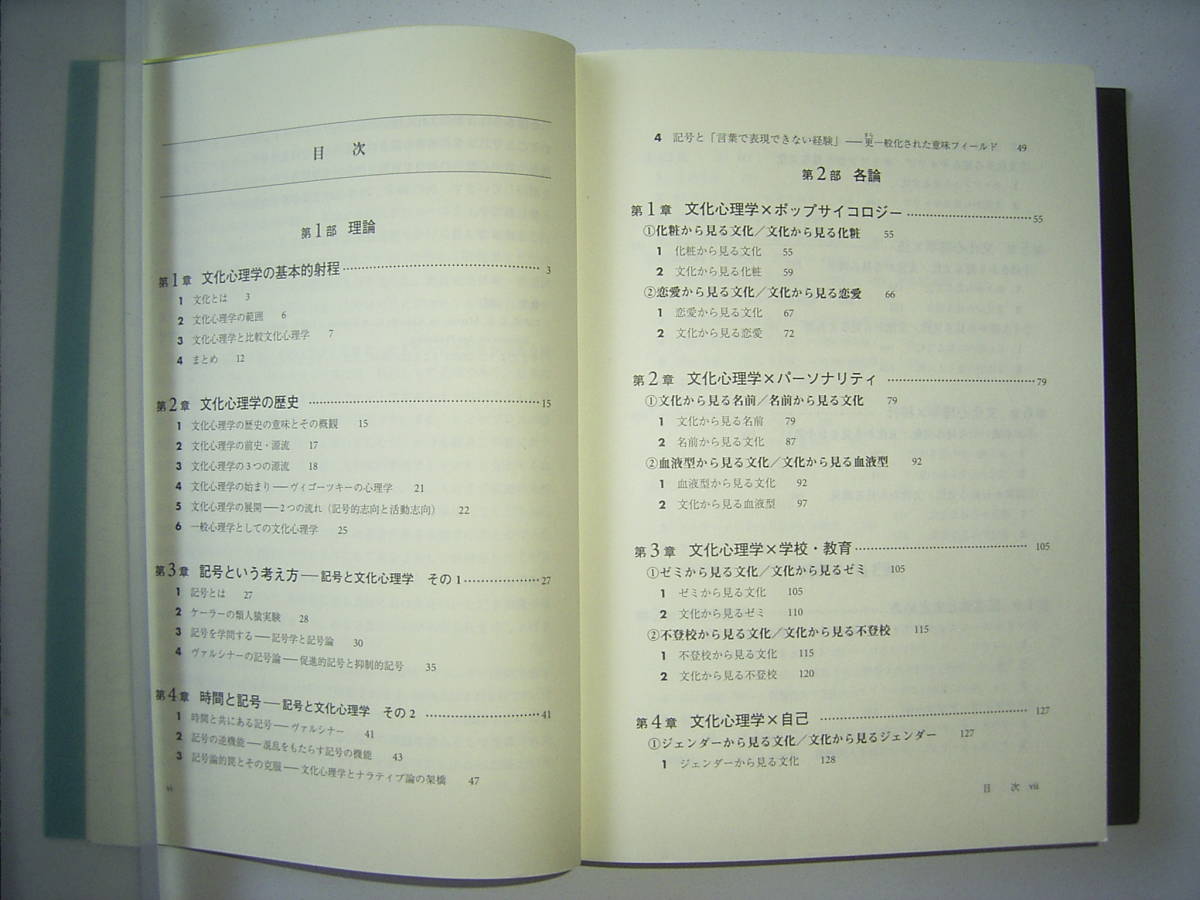 目 次
第1部 理論
第1章 文化心理学の基本的射程 3
1 文化とは 3
2 文化心理学の範囲 6
3 文化心理学と比較文化心理学 7
4 まとめ 12
第2章 文化心理学の歴史 15
1 文化心理学の歴史の意味とその概観 15
2 文化心理学の前史・源流 17
3 文化心理学の3つの源流 18
4 文化心理学の始まり──ヴィゴーツキーの心理学 21
5 文化心理学の展開──2つの流れ（記号的志向と活動志向） 22
6 一般心理学としての文化心理学 25
第3章 記号という考え方──記号と文化心理学 その1 27
1 記号とは 27
2 ケーラーの類人猿実験 28
3 記号を学問する──記号学と記号論 30
4 ヴァルシナーの記号論──促進的記号と抑制的記号 35
第4章 時間と記号──記号と文化心理学 その2 41
1 時間と共にある記号──ヴァルシナー 41
2 記号の逆機能──混乱をもたらす記号の機能 43
3 記号論的罠とその克服──文化心理学とナラティブ論の架橋 47
vi
4 記号と「言葉で表現できない経験」──更一般化された意味フィールド 49
第2部 各論
第1章 文化心理学×ポップサイコロジー 55
①化粧から見る文化／文化から見る化粧 55
1 化粧から見る文化 55
2 文化から見る化粧 59
②恋愛から見る文化／文化から見る恋愛 66
1 恋愛から見る文化 67
2 文化から見る恋愛 72
第2章 文化心理学×パーソナリティ 79
①文化から見る名前／名前から見る文化 79
1 文化から見る名前 79
2 名前から見る文化 87
②血液型から見る文化／文化から見る血液型 92
1 血液型から見る文化 92
2 文化から見る血液型 97
第3章 文化心理学×学校・教育 105
①ゼミから見る文化／文化から見るゼミ 105
1 ゼミから見る文化 105
2 文化から見るゼミ 110
②不登校から見る文化／文化から見る不登校 115
1 不登校から見る文化 115
2 文化から見る不登校 120
第4章 文化心理学×自己 127
①ジェンダーから見る文化／文化から見るジェンダー 127
1 ジェンダーから見る文化 128
目 次 vii